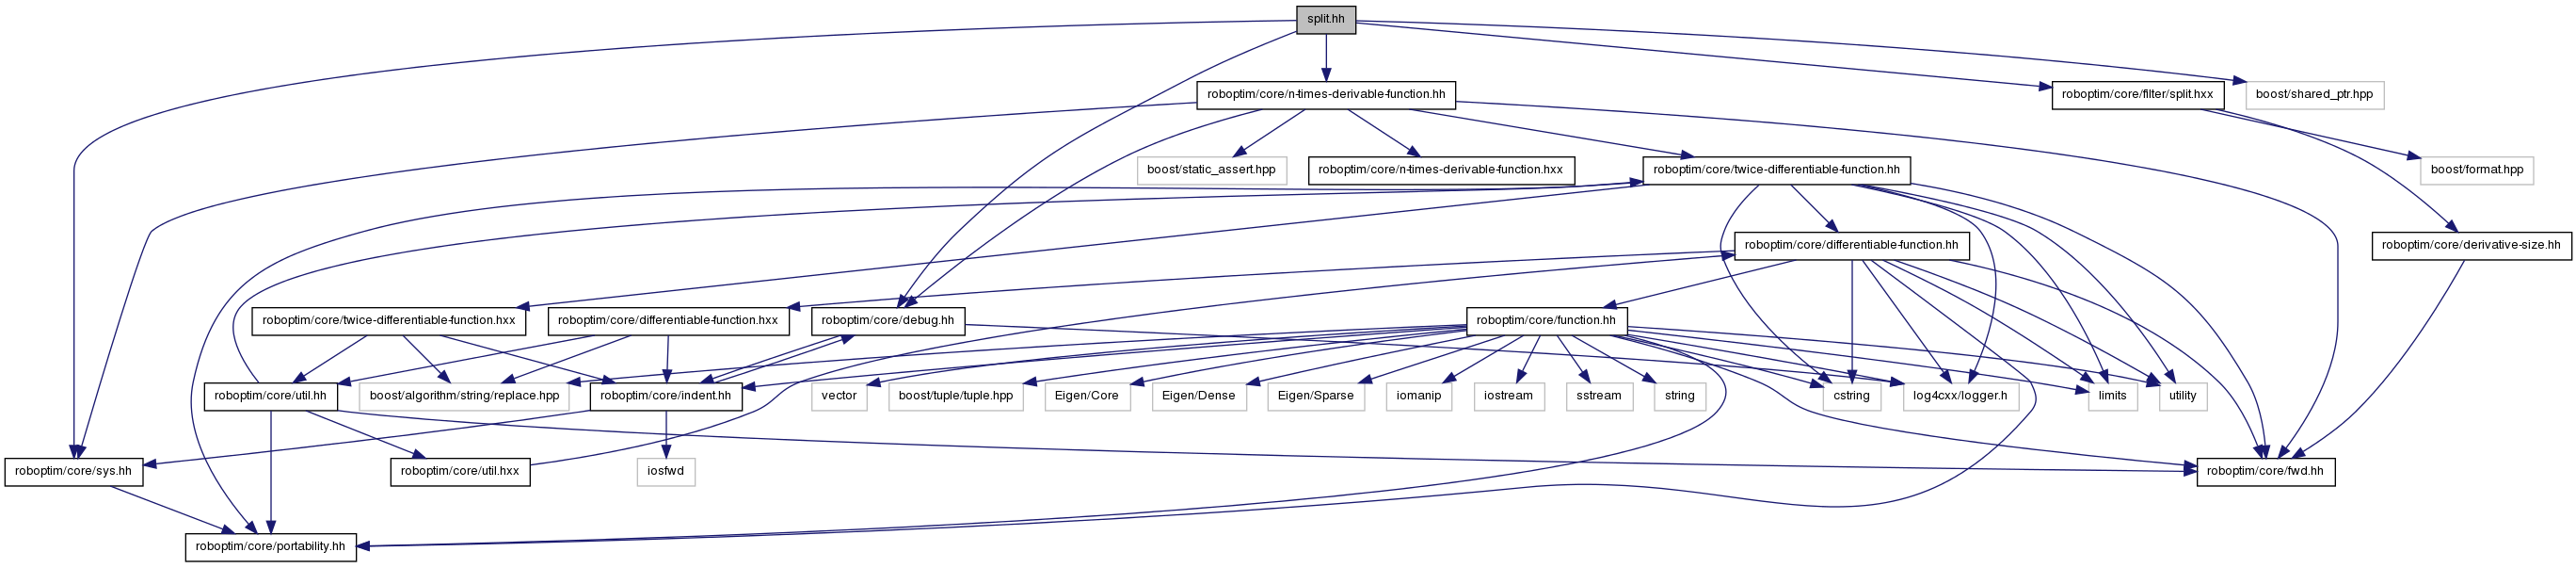 split.hh
roboptim/core/n-times-derivable-function.hh
roboptim/core/filter/split.hxx
boost/shared_ptr.hpp
boost/static_assert.hpp
roboptim/core/n-times-derivable-function.hxx
roboptim/core/twice-differentiable-function.hh
boost/format.hpp
roboptim/core/differentiable-function.hh
roboptim/core/derivative-size.hh
roboptim/core/twice-differentiable-function.hxx
roboptim/core/differentiable-function.hxx
roboptim/core/debug.hh
roboptim/core/function.hh
roboptim/core/util.hh
boost/algorithm/string/replace.hpp
roboptim/core/indent.hh
vector
boost/tuple/tuple.hpp
Eigen/Core
Eigen/Dense
Eigen/Sparse
iomanip
iostream
sstream
string
cstring
log4cxx/logger.h
limits
utility
roboptim/core/sys.hh
roboptim/core/util.hxx
iosfwd
roboptim/core/fwd.hh
roboptim/core/portability.hh